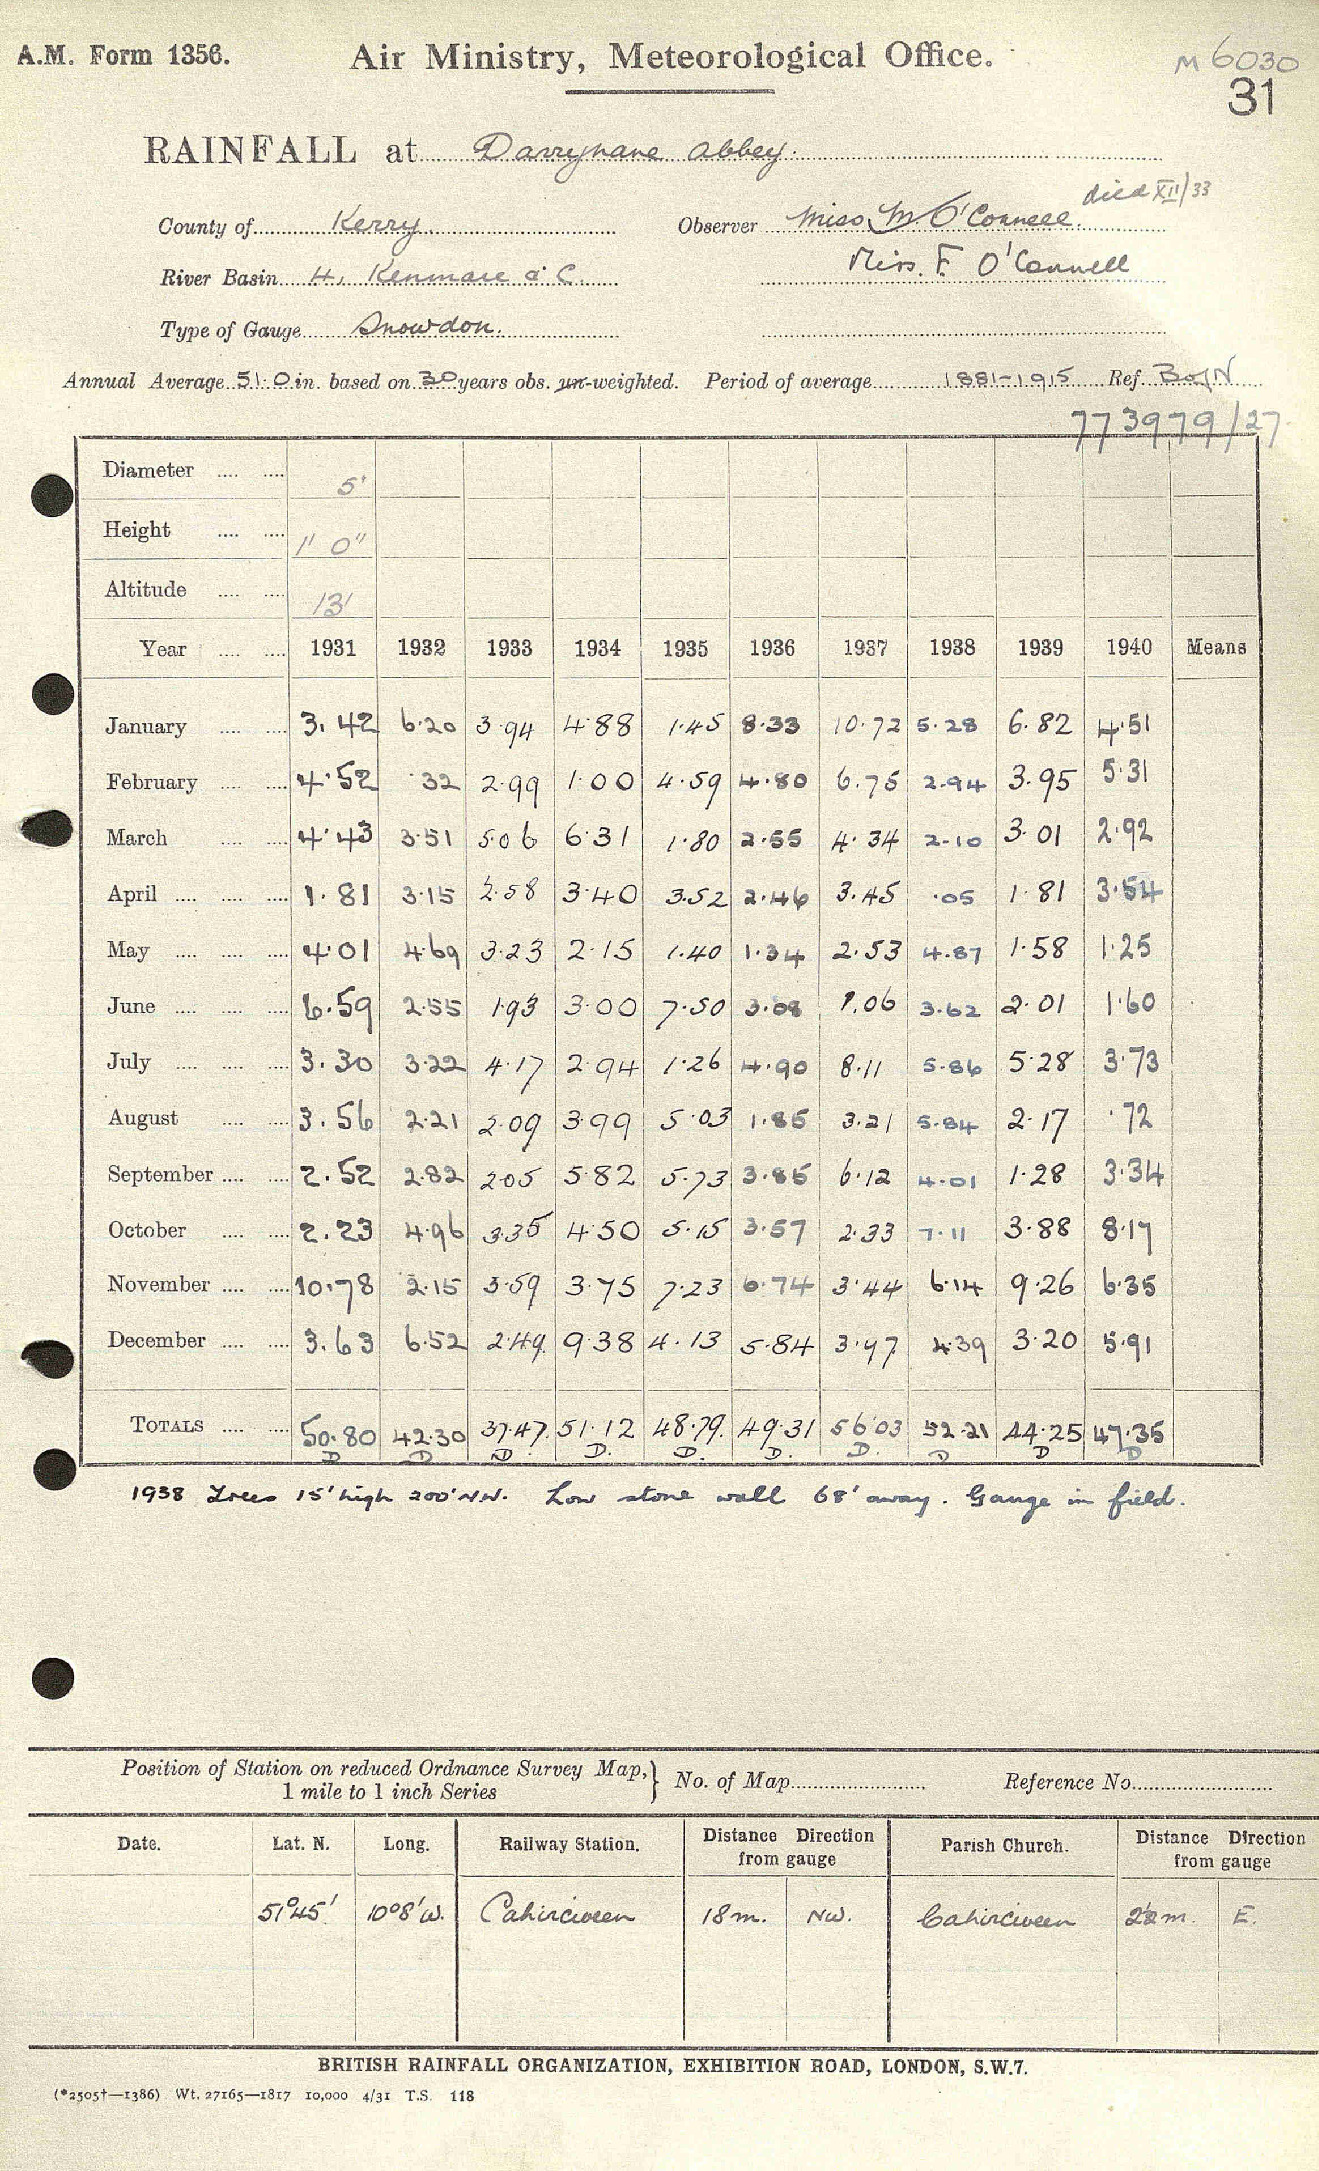 A.M. Form 1356. Air Ministry, Meteorological Office. M 6030
31
RAINFALL at Darrynane Abbey.
died XII/33
County of Kerry Observer Miss M. O'Connell
River Basin H. Kenmare & C. Miss. F. O'Connell
Type of Gauge Snowdon.
Annual Average 51.0 in. based on 30 years obs. un-weighted. Period of average 1881-1915 Ref.
773979/27
Diameter 5"
Height 1' 0"
Altitude 13'
Year 1931 1932 1933 1934 1935 1936 1937 1938 1939 1940 Means
January 3.42 6.20 3.94 4.88 1.45 8.33 10.72 5.28 6.82 4.51
February 4.52 .32 2.99 1.00 4.59 4.80 6.75 2.94 3.95 5.31
March 4.43 3.51 5.06 6.31 1.80 2.55 4.34 2.10 3.01 2.92
April 1.81 3.15 2.58 3.40 3.52 2.46 3.45 .05 1.81 3.54
May 4.01 4.69 3.23 2.15 1.40 1.34 2.53 4.87 1.58 1.25
June 6.59 2.55 1.93 3.00 7.50 3.08 1.06 3.62 2.01 1.60
July 3.30 3.22 4.17 2.94 1.26 4.90 8.11 5.86 5.28 3.73
August 3.56 2.21 2.09 3.99 5.03 1.85 3.21 5.84 2.17 .72
September 2.52 2.82 2.05 5.82 5.73 3.85 6.12 4.01 1.28 3.34
October 2.23 4.96 3.35 4.50 5.15 3.57 2.33 7.11 3.88 8.17
November 10.78 2.15 3.59 3.75 7.23 6.74 3.44 6.14 9.26 6.35
December 3.63 6.52 2.49 9.38 4.13 5.84 3.97 4.39 3.20 5.91
TOTALS 50.80 42.30 37.47 51.12 48.79 49.31 56.03 52.21 44.25 47.35
D D D D D D D D D D
1938 Trees 15' high 200' NW. Low stone wall 68' away. Gauge in field.
Position of Station on reduced Ordnance Survey Map, } No. of Map Reference No.
1 mile to 1 inch Series
Date. Lat. N. Long. Railway Station. Distance Direction from gauge Parish Church. Distance Direction from gauge
51°45' 10°8'W. Cahirciveen 18m. NW. Cahirciveen E.
BRITISH RAINFALL ORGANIZATION, EXHIBITION ROAD, LONDON, S.W.7.
(*2505†—1386) Wt. 27165—1817 10,000 4/31 T.S. 118